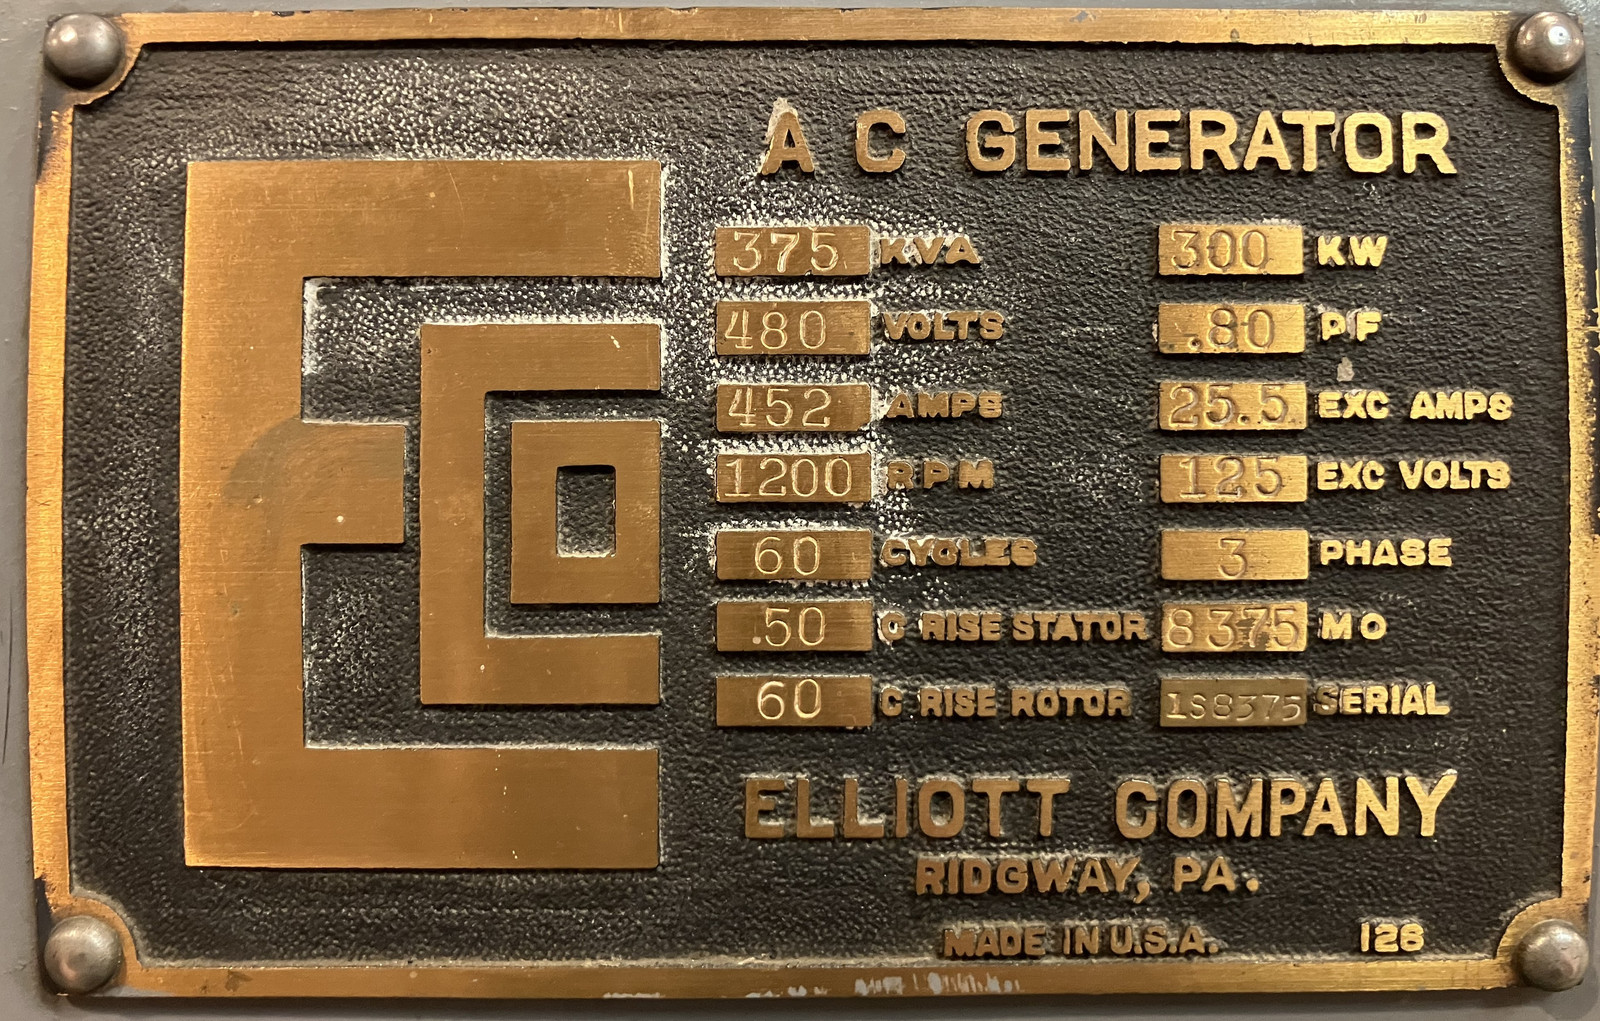 ECO
A C GENERATOR
375 KVA 300 KW
480 VOLTS .80 PF
452 AMPS 25.5 EXC AMPS
1200 RPM 125 EXC VOLTS
60 CYCLES 3 PHASE
50 C RISE STATOR 8375 MO
60 C RISE ROTOR 1S8375 SERIAL
ELLIOTT COMPANY
RIDGWAY, PA.
MADE IN U.S.A. 126